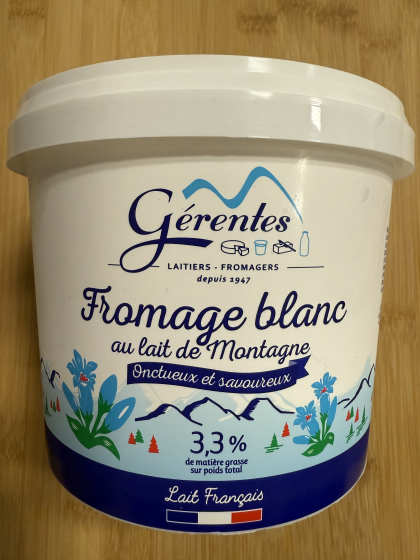 Gérentes
LAITIERS - FROMAGERS
depuis 1947
Fromage blanc
au lait de Montagne
Onctueux et savoureux
3,3 %
de matière grasse
sur poids total
Lait Français